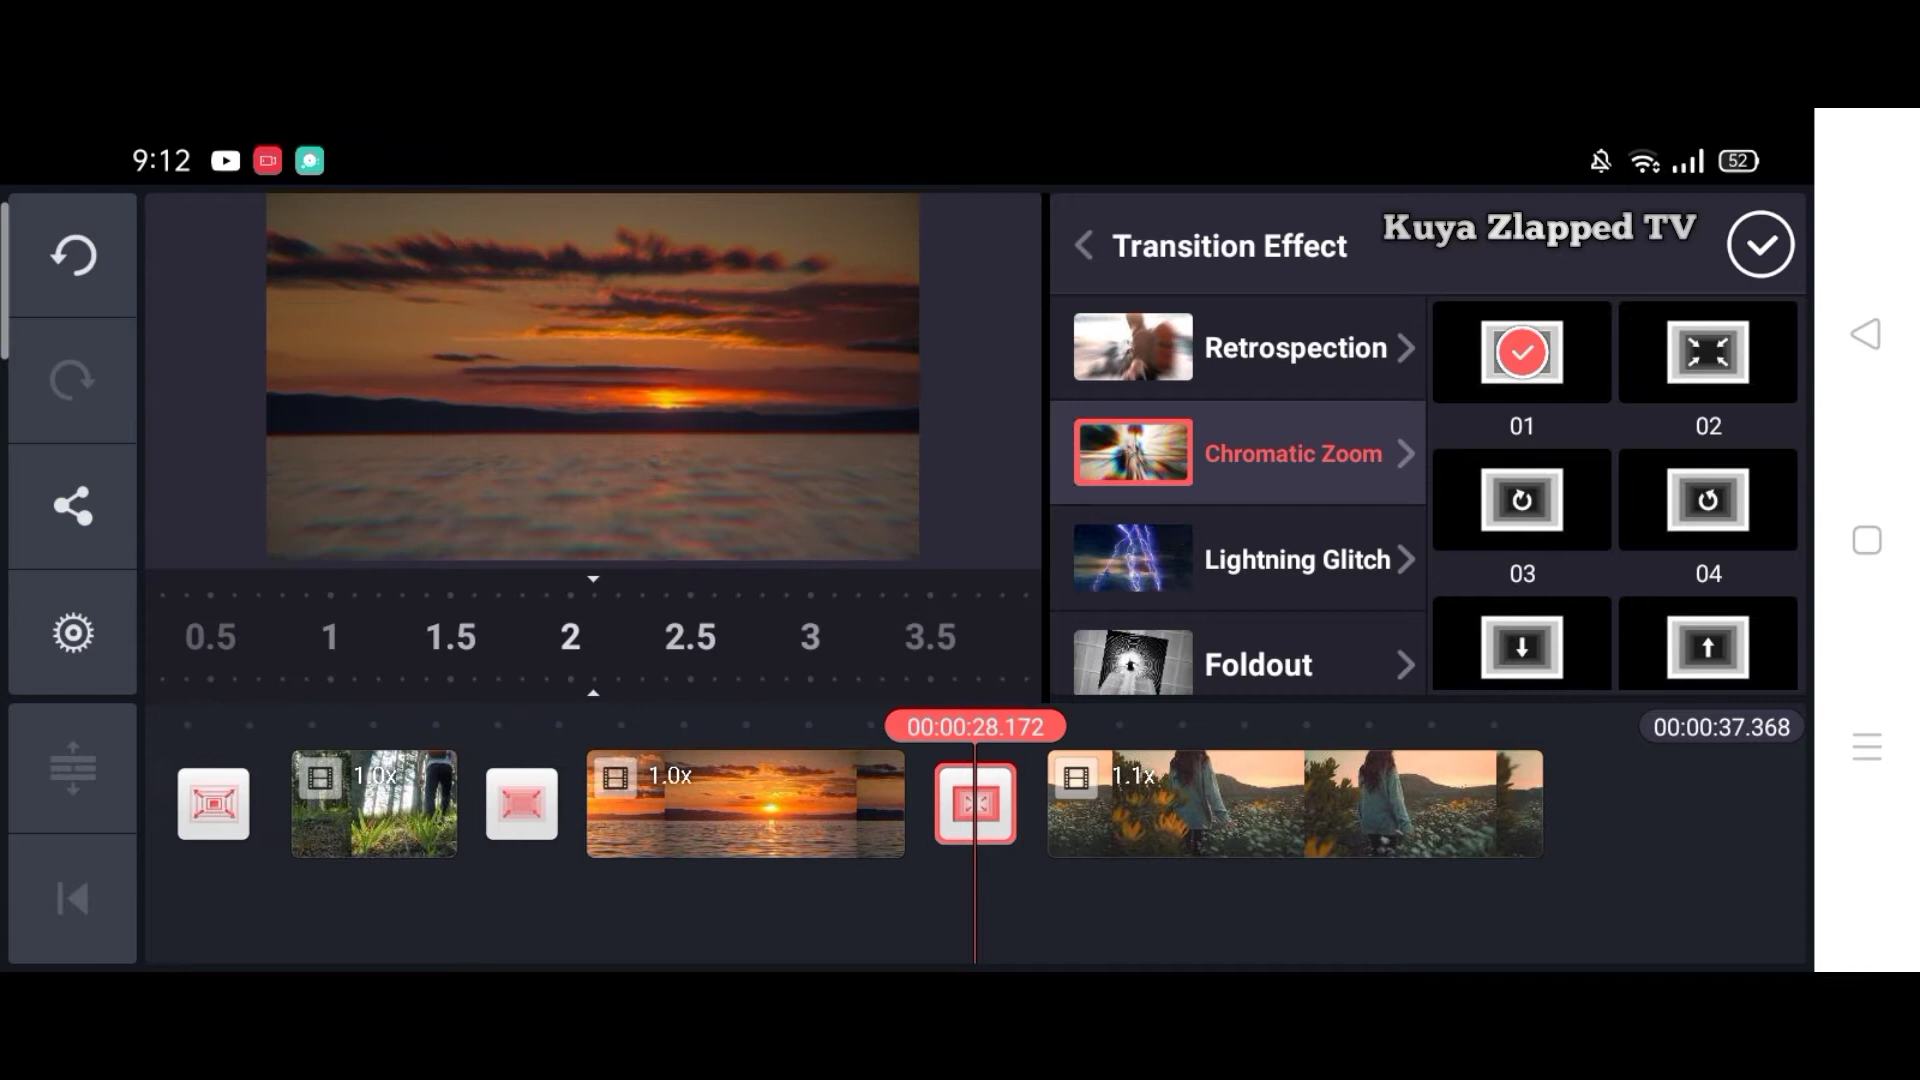 9:12
52
Kuya Zlapped TV
Transition Effect
Retrospection
Chromatic Zoom
Lightning Glitch
Foldout
01
02
03
04
0.5 1 1.5 2 2.5 3 3.5
00:00:28.172
00:00:37.368
1.0x
1.0x
1.1x